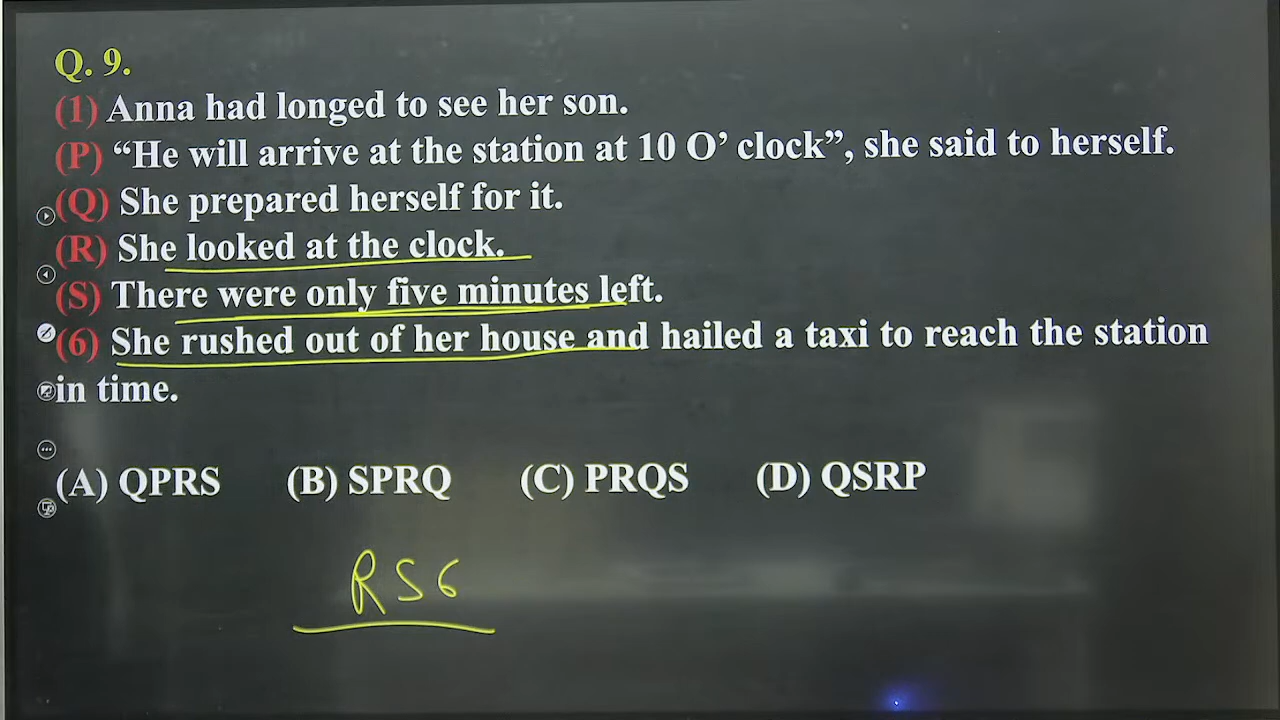 Q. 9.
(1) Anna had longed to see her son.
(P) “He will arrive at the station at 10 O’ clock”, she said to herself.
(Q) She prepared herself for it.
(R) She looked at the clock.
(S) There were only five minutes left.
(6) She rushed out of her house and hailed a taxi to reach the station
in time.
(A) QPRS (B) SPRQ (C) PRQS (D) QSRP
RS6